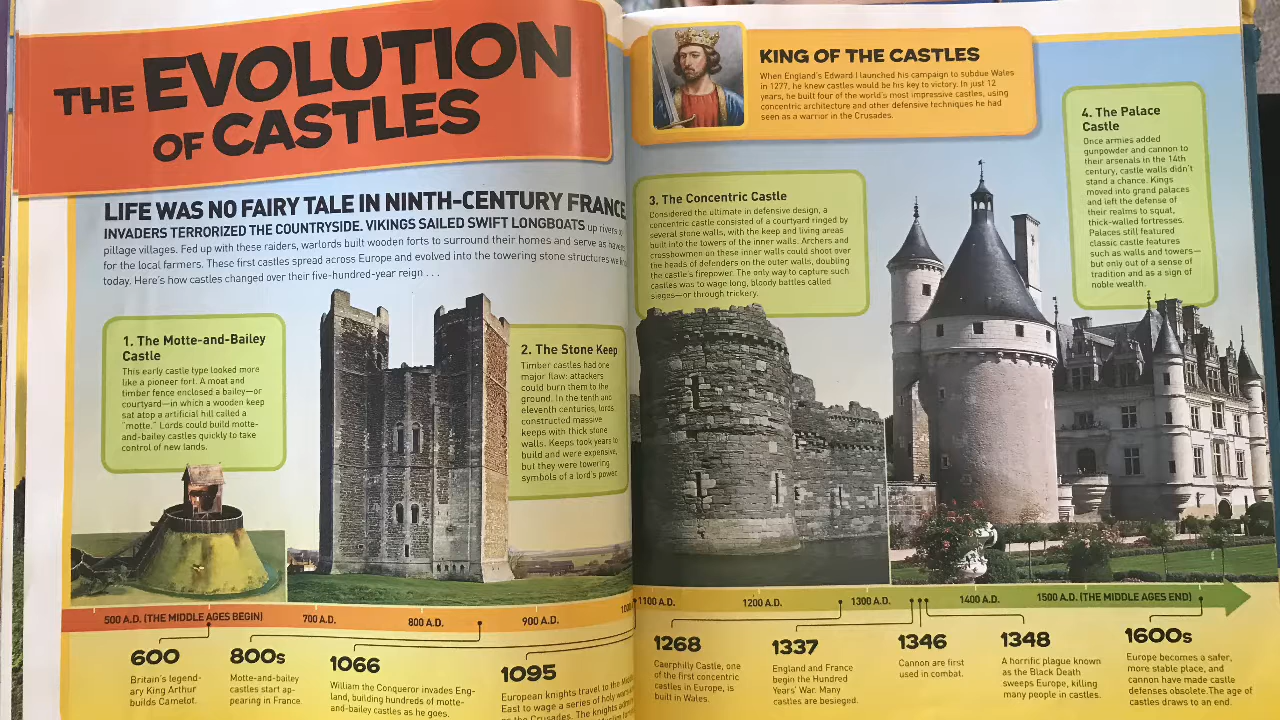 THE EVOLUTION
OF CASTLES
LIFE WAS NO FAIRY TALE IN NINTH-CENTURY FRANCE
INVADERS TERRORIZED THE COUNTRYSIDE. VIKINGS SAILED SWIFT LONGBOATS up rivers to
pillage villages. Fed up with these raiders, warlords built wooden forts to surround their homes and serve as
for the local farmers. These first castles spread across Europe and evolved into the towering stone structures we
today. Here's how castles changed over their five-hundred-year reign . . .
1. The Motte-and-Bailey
Castle
This early castle type looked more
like a pioneer fort. A moat and
timber fence enclosed a bailey—or
courtyard—in which a wooden keep
sat atop a artificial hill called a
"motte." Lords could build motte-
and-bailey castles quickly to take
control of new lands.
2. The Stone Keep
Timber castles had one
major flaw: attackers
could burn them to the
ground. In the tenth and
eleventh centuries, lords
constructed massive
keeps with thick stone
walls. Keeps took years to
build and were expensive,
but they were towering
symbols of a lord's power.
KING OF THE CASTLES
When England's Edward I launched his campaign to subdue Wales
in 1277, he knew castles would be his key to victory. In just 12
years, he built four of the world's most impressive castles, using
concentric architecture and other defensive techniques he had
seen as a warrior in the Crusades.
3. The Concentric Castle
Considered the ultimate in defensive design, a
concentric castle consisted of a courtyard ringed by
several stone walls, with the keep and living areas
built into the towers of the inner walls. Archers and
crossbowmen on these inner walls could shoot over
the heads of defenders on the outer walls, doubling
the castle's firepower. The only way to capture such
castles was to wage long, bloody battles called
sieges—or through trickery.
4. The Palace
Castle
Once armies added
gunpowder and cannon to
their arsenals in the 14th
century, castle walls didn't
stand a chance. Kings
moved into grand palaces
and left the defense of
their realms to squat,
thick-walled fortresses.
Palaces still featured
classic castle features
such as walls and towers—
but only out of a sense of
tradition and as a sign of
noble wealth.
500 A.D. (THE MIDDLE AGES BEGIN) 700 A.D. 800 A.D. 900 A.D. 1100 A.D. 1200 A.D. 1300 A.D. 1400 A.D. 1500 A.D. (THE MIDDLE AGES END)
600
Britain's legend-
ary King Arthur
builds Camelot.
800s
Motte-and-bailey
castles start ap-
pearing in France.
1066
William the Conqueror invades Eng-
land, building hundreds of motte-
and-bailey castles as he goes.
1095
European knights travel to the
East to wage a series of holy wars
the Crusades. The knights
1268
Caerphilly Castle, one
of the first concentric
castles in Europe, is
built in Wales.
1337
England and France
begin the Hundred
Years' War. Many
castles are besieged.
1346
Cannon are first
used in combat.
1348
A horrific plague known
as the Black Death
sweeps Europe, killing
many people in castles.
1600s
Europe becomes a safer,
more stable place, and
cannon have made castle
defenses obsolete.The age of
castles draws to an end.